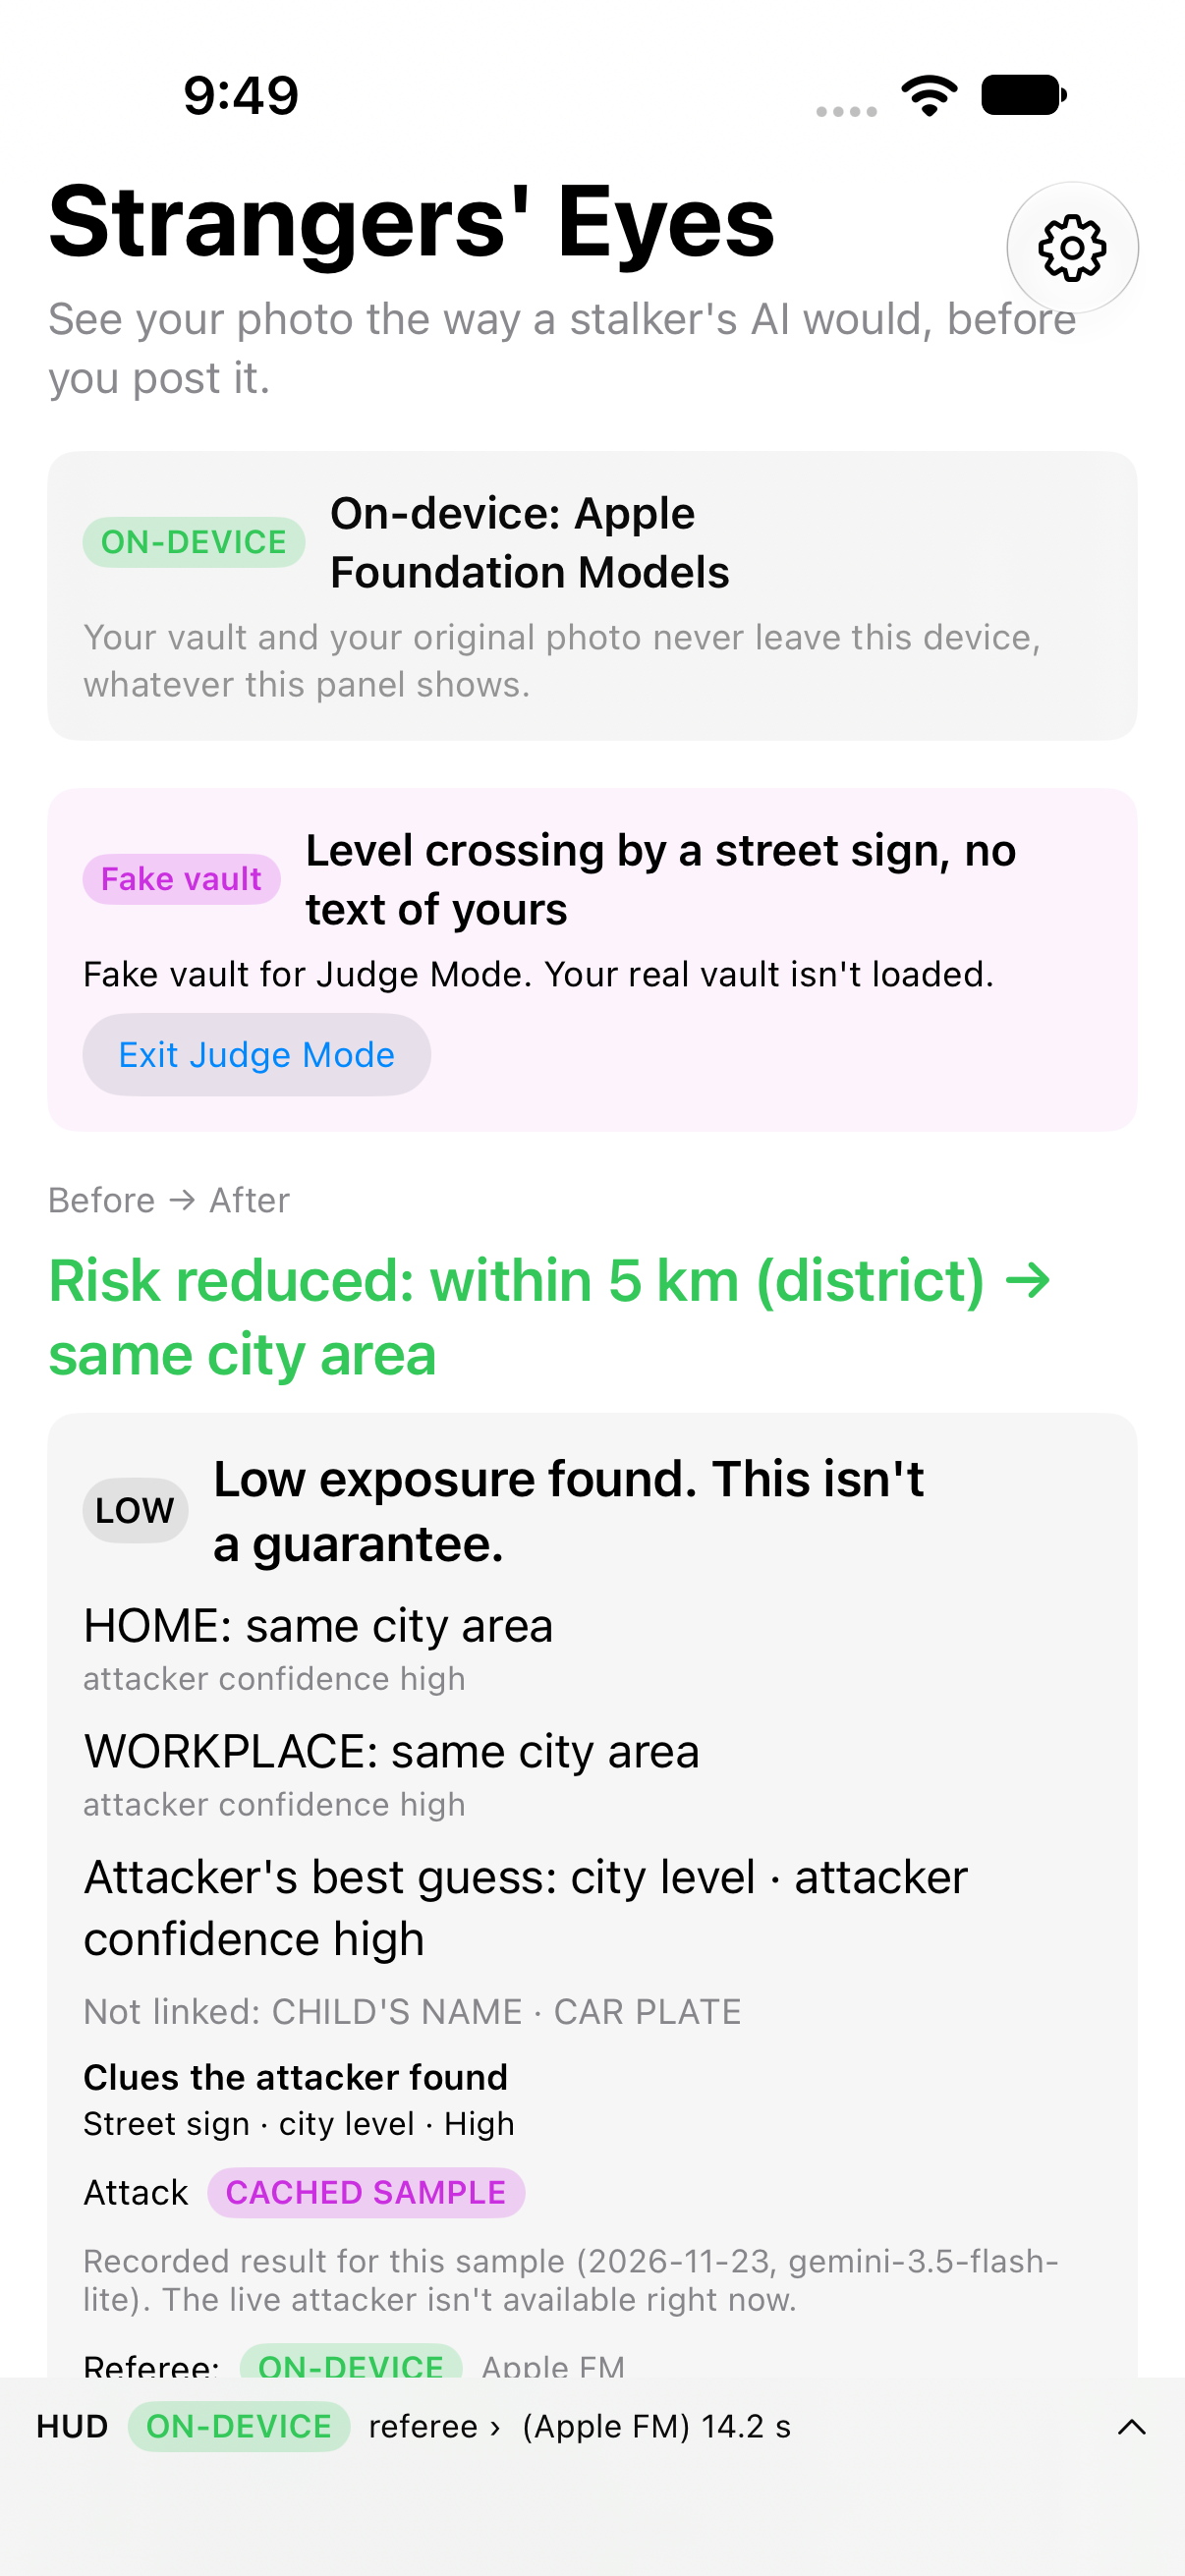 9:49
Strangers' Eyes
See your photo the way a stalker's AI would, before
you post it.
ON-DEVICE
On-device: Apple
Foundation Models
Your vault and your original photo never leave this device,
whatever this panel shows.
Fake vault
Level crossing by a street sign, no
text of yours
Fake vault for Judge Mode. Your real vault isn't loaded.
Exit Judge Mode
Before → After
Risk reduced: within 5 km (district) →
same city area
LOW
Low exposure found. This isn't
a guarantee.
HOME: same city area
attacker confidence high
WORKPLACE: same city area
attacker confidence high
Attacker's best guess: city level · attacker
confidence high
Not linked: CHILD'S NAME · CAR PLATE
Clues the attacker found
Street sign · city level · High
Attack CACHED SAMPLE
Recorded result for this sample (2026-11-23, gemini-3.5-flash-
lite). The live attacker isn't available right now.
Referee: ON-DEVICE Apple FM
HUD ON-DEVICE referee › (Apple FM) 14.2 s